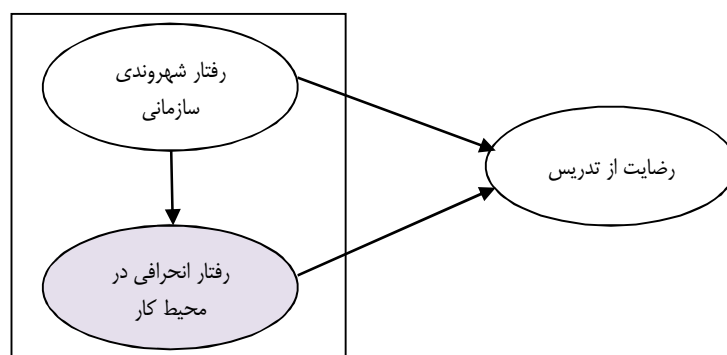 رفتار شهروندی
سازمانی
رضایت از تدریس
رفتار انحرافی در
محیط کار